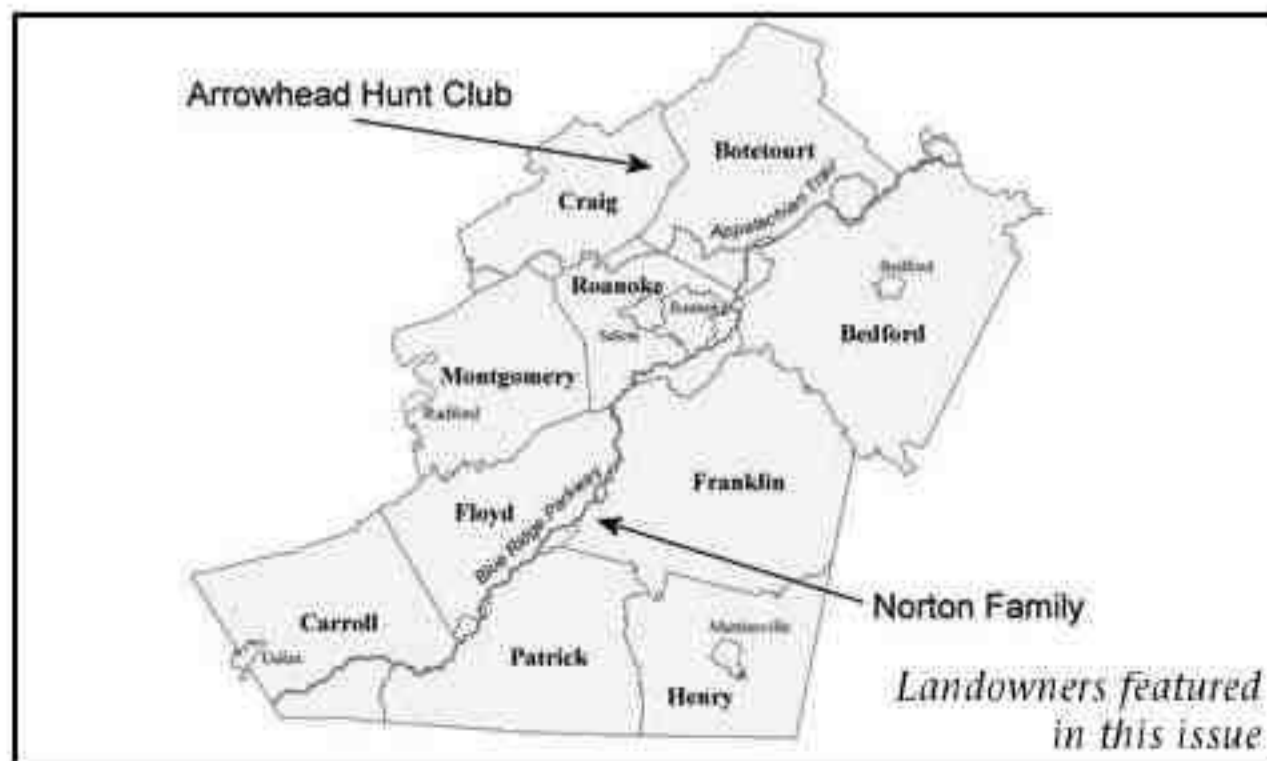 Arrowhead Hunt Club
Botetourt
Craig
Appalachian Trail
Bedford
Roanoke
Roanoke
Salem
Bedford
Montgomery
Radford
Franklin
Floyd
Blue Ridge Parkway
Norton Family
Carroll
Martinsville
Galax
Patrick
Henry
Landowners featured
in this issue